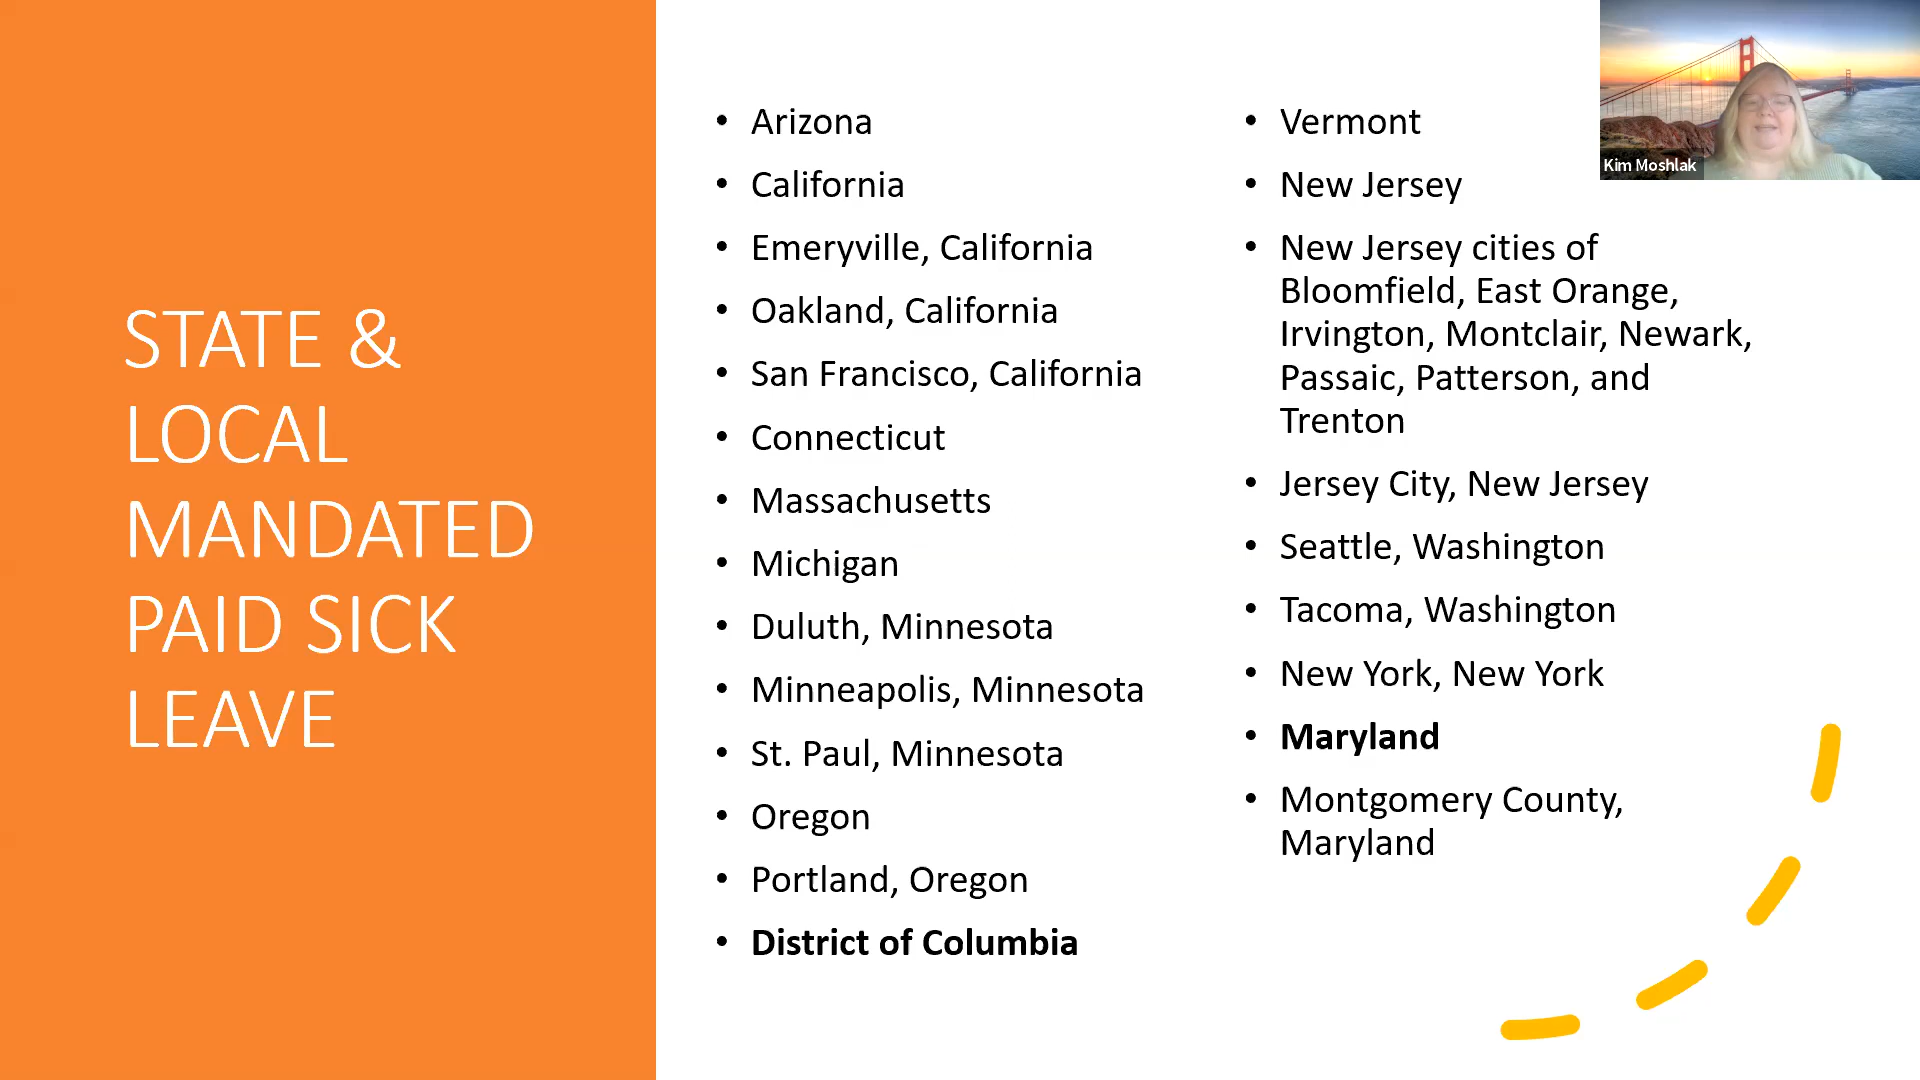 STATE &
LOCAL
MANDATED
PAID SICK
LEAVE
• Arizona
• California
• Emeryville, California
• Oakland, California
• San Francisco, California
• Connecticut
• Massachusetts
• Michigan
• Duluth, Minnesota
• Minneapolis, Minnesota
• St. Paul, Minnesota
• Oregon
• Portland, Oregon
• District of Columbia
• Vermont
• New Jersey
• New Jersey cities of
Bloomfield, East Orange,
Irvington, Montclair, Newark,
Passaic, Patterson, and
Trenton
• Jersey City, New Jersey
• Seattle, Washington
• Tacoma, Washington
• New York, New York
• Maryland
• Montgomery County,
Maryland
Kim Moshlak